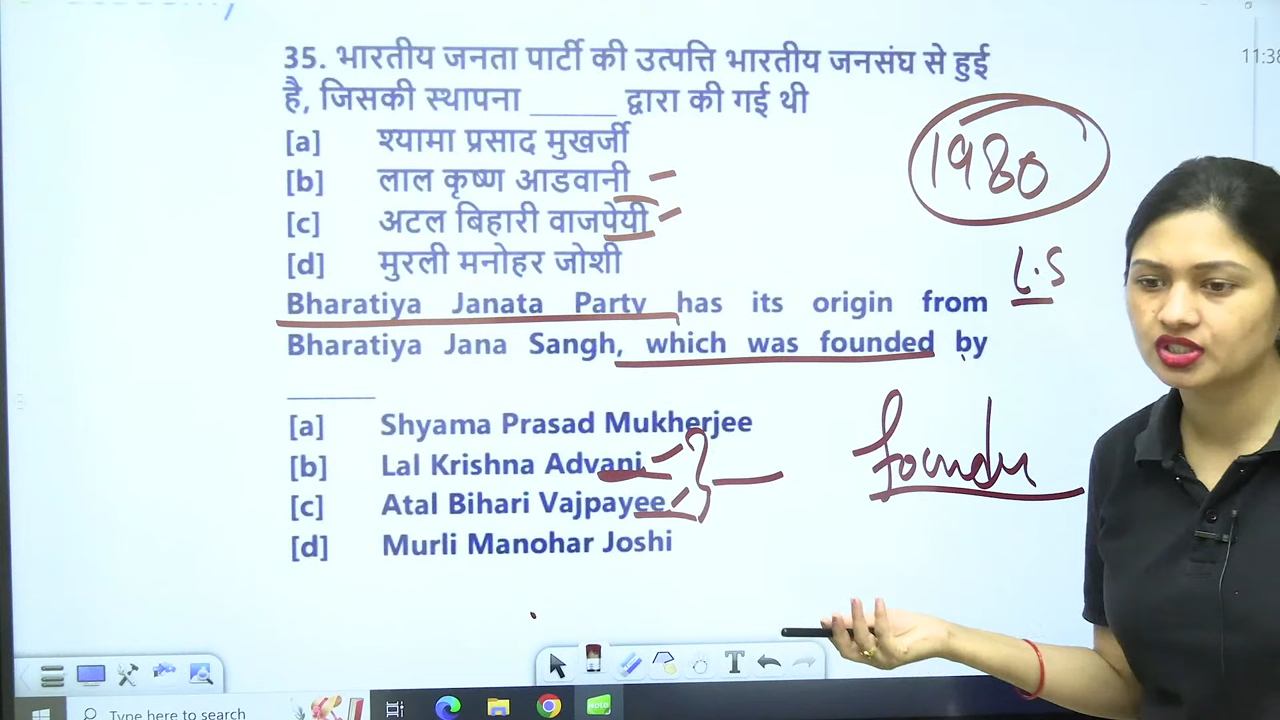 35. भारतीय जनता पार्टी की उत्पत्ति भारतीय जनसंघ से हुई
है, जिसकी स्थापना ______ द्वारा की गई थी
[a] श्यामा प्रसाद मुखर्जी
[b] लाल कृष्ण आडवानी
[c] अटल बिहारी वाजपेयी
[d] मुरली मनोहर जोशी
Bharatiya Janata Party has its origin from
Bharatiya Jana Sangh, which was founded by
______
[a] Shyama Prasad Mukherjee
[b] Lal Krishna Advani
[c] Atal Bihari Vajpayee
[d] Murli Manohar Joshi
1980
L.S
founder
11:38
Type here to search